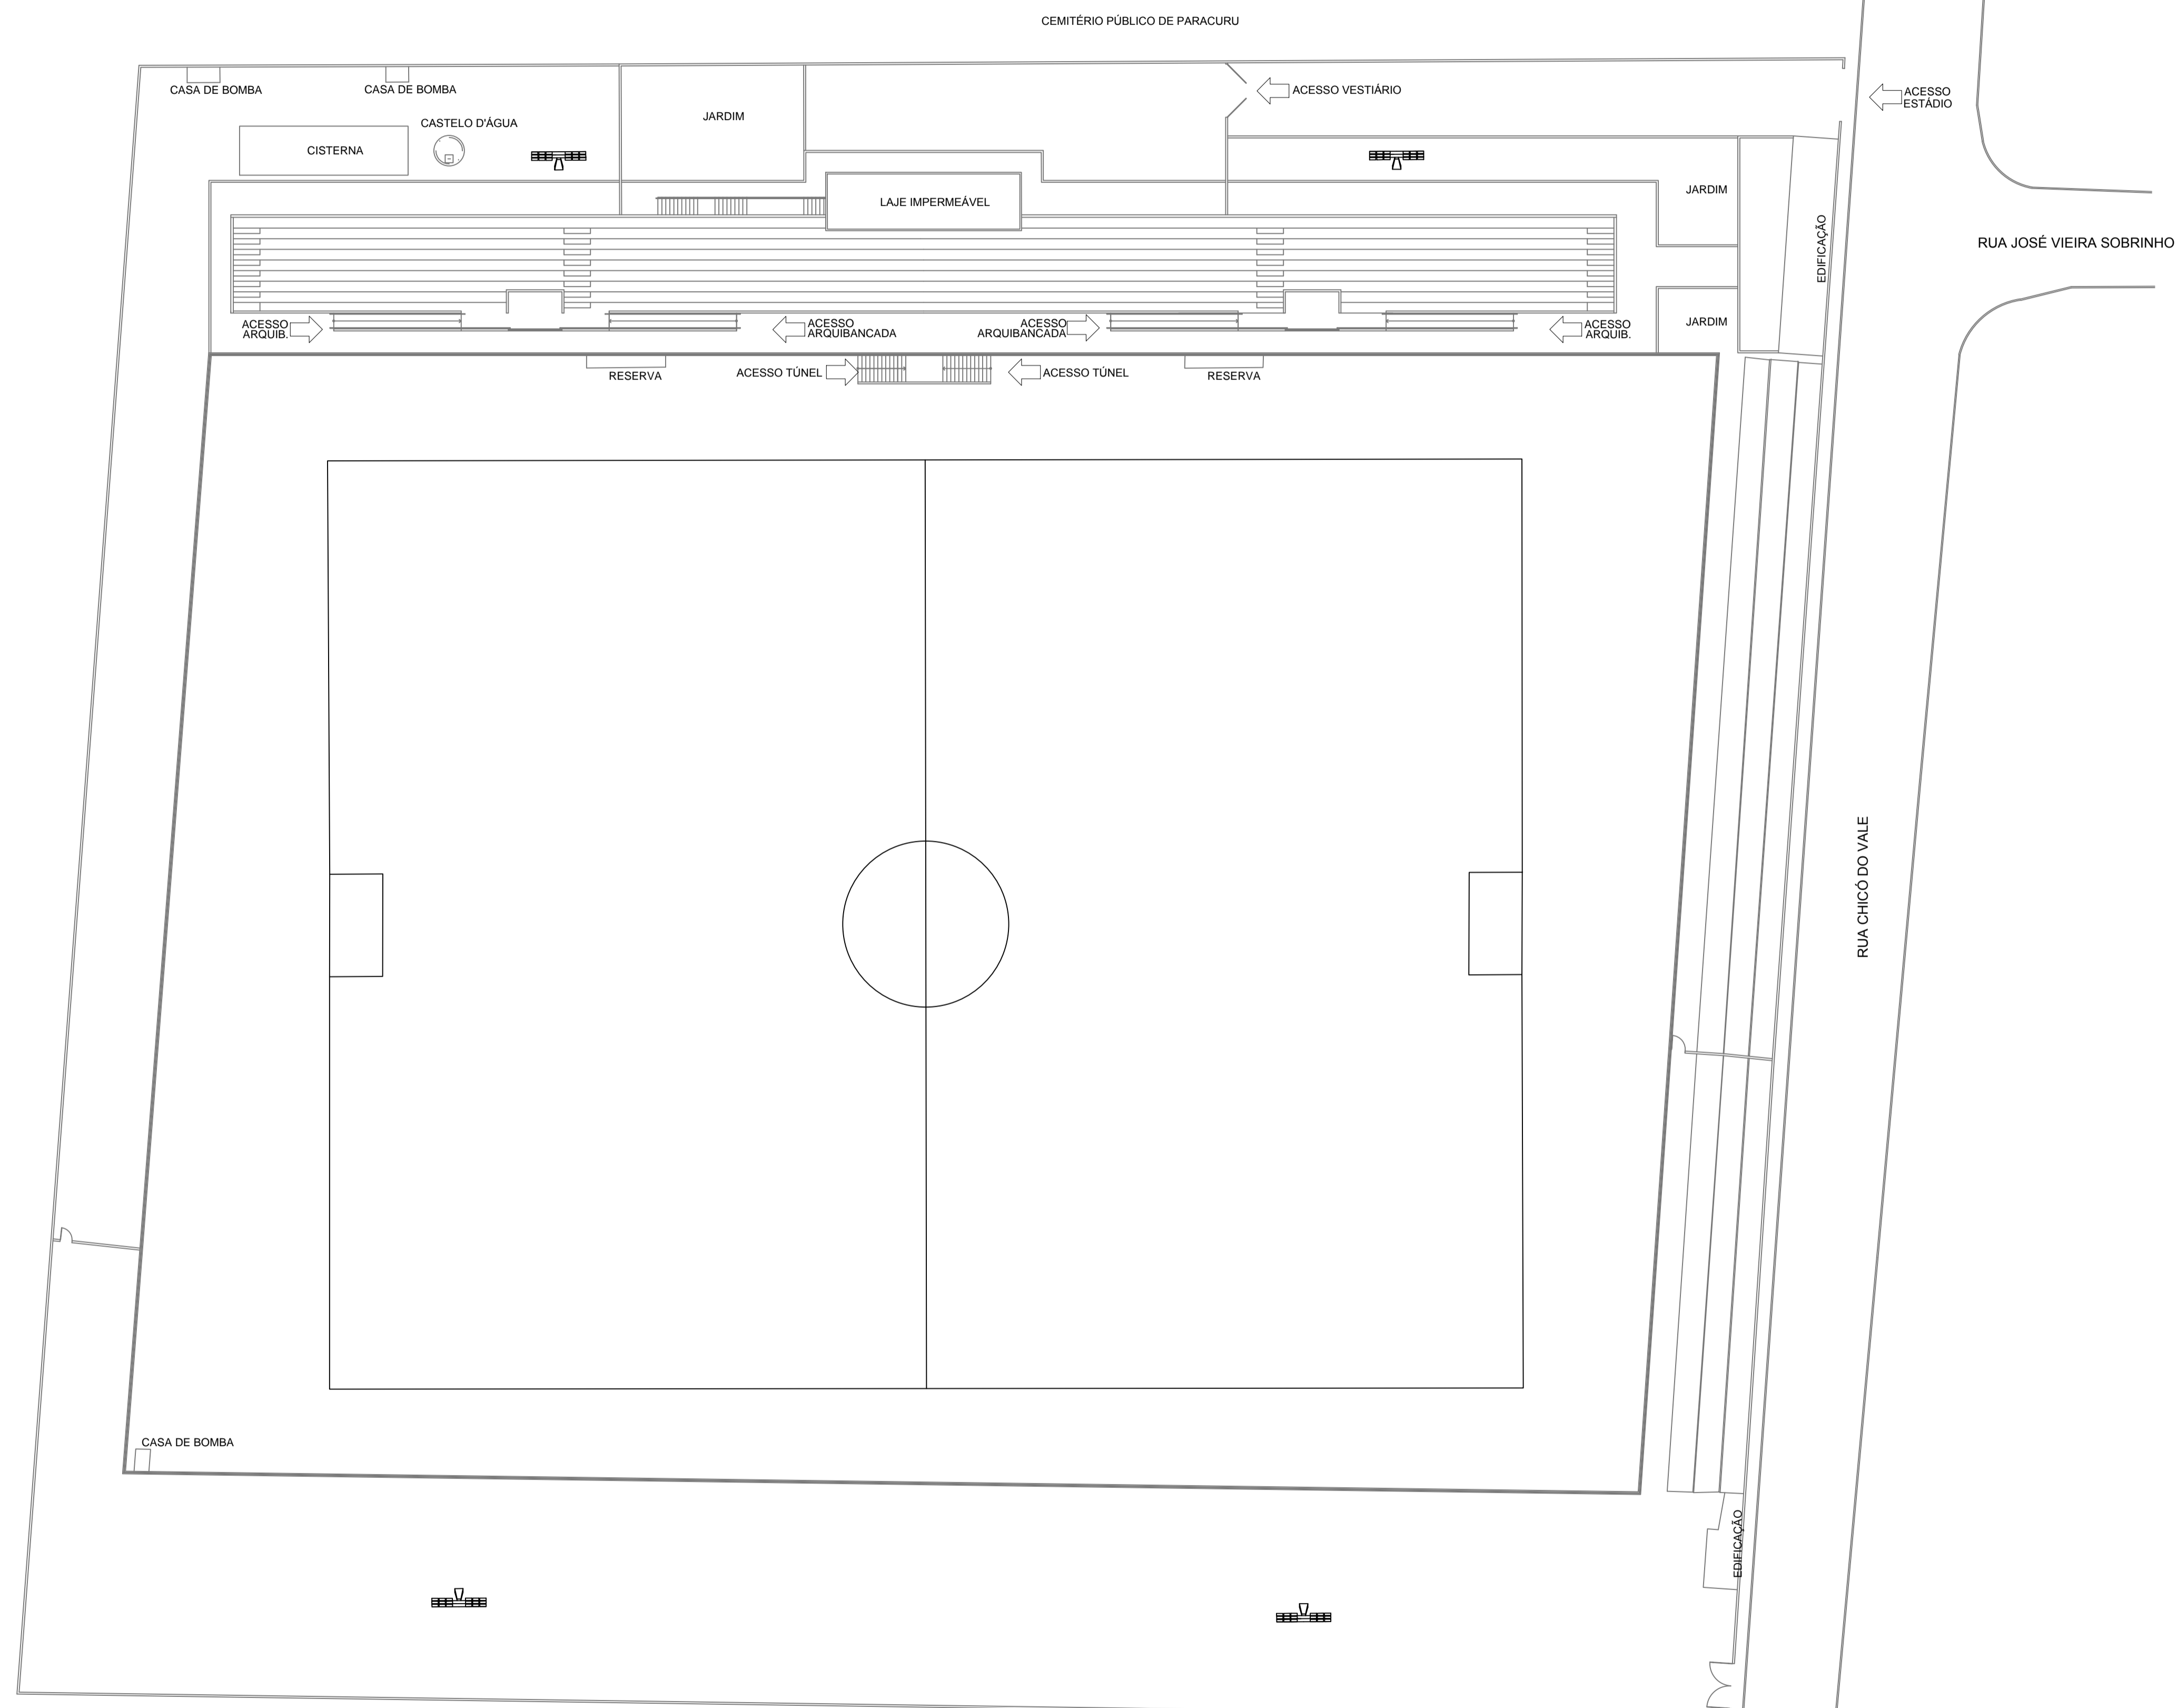 CEMITÉRIO PÚBLICO DE PARACURU
CASA DE BOMBA
CASA DE BOMBA
ACESSO VESTIÁRIO
ACESSO
ESTÁDIO
JARDIM
CASTELO D'ÁGUA
CISTERNA
JARDIM
LAJE IMPERMEÁVEL
EDIFICAÇÃO
RUA JOSÉ VIEIRA SOBRINHO
ACESSO
ARQUIB.
ACESSO
ARQUIBANCADA
ACESSO
ARQUIBANCADA
ACESSO
ARQUIB.
JARDIM
RESERVA
ACESSO TÚNEL
ACESSO TÚNEL
RESERVA
RUA CHICÓ DO VALE
CASA DE BOMBA
EDIFICAÇÃO